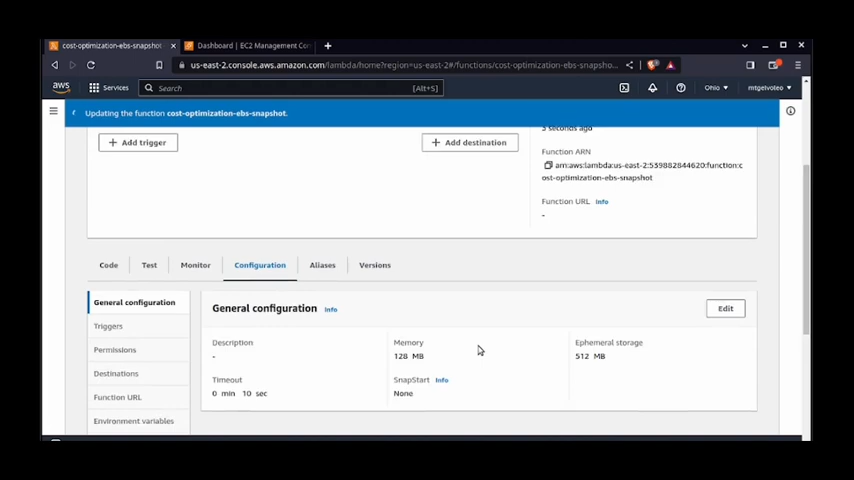 cost-optimization-ebs-snapshot
Dashboard | EC2 Management Con
us-east-2.console.aws.amazon.com/lambda/home?region=us-east-2#/functions/cost-optimization-ebs-snapsho...
aws
Services
Search
[Alt+S]
Ohio
mtgetvoteo
Updating the function cost-optimization-ebs-snapshot.
3 seconds ago
+ Add trigger
+ Add destination
Function ARN
arn:aws:lambda:us-east-2:539882844620:function:c
ost-optimization-ebs-snapshot
Function URL Info
-
Code
Test
Monitor
Configuration
Aliases
Versions
General configuration
Triggers
Permissions
Destinations
Function URL
Environment variables
General configuration Info
Edit
Description
-
Memory
128 MB
Ephemeral storage
512 MB
Timeout
0 min 10 sec
SnapStart Info
None